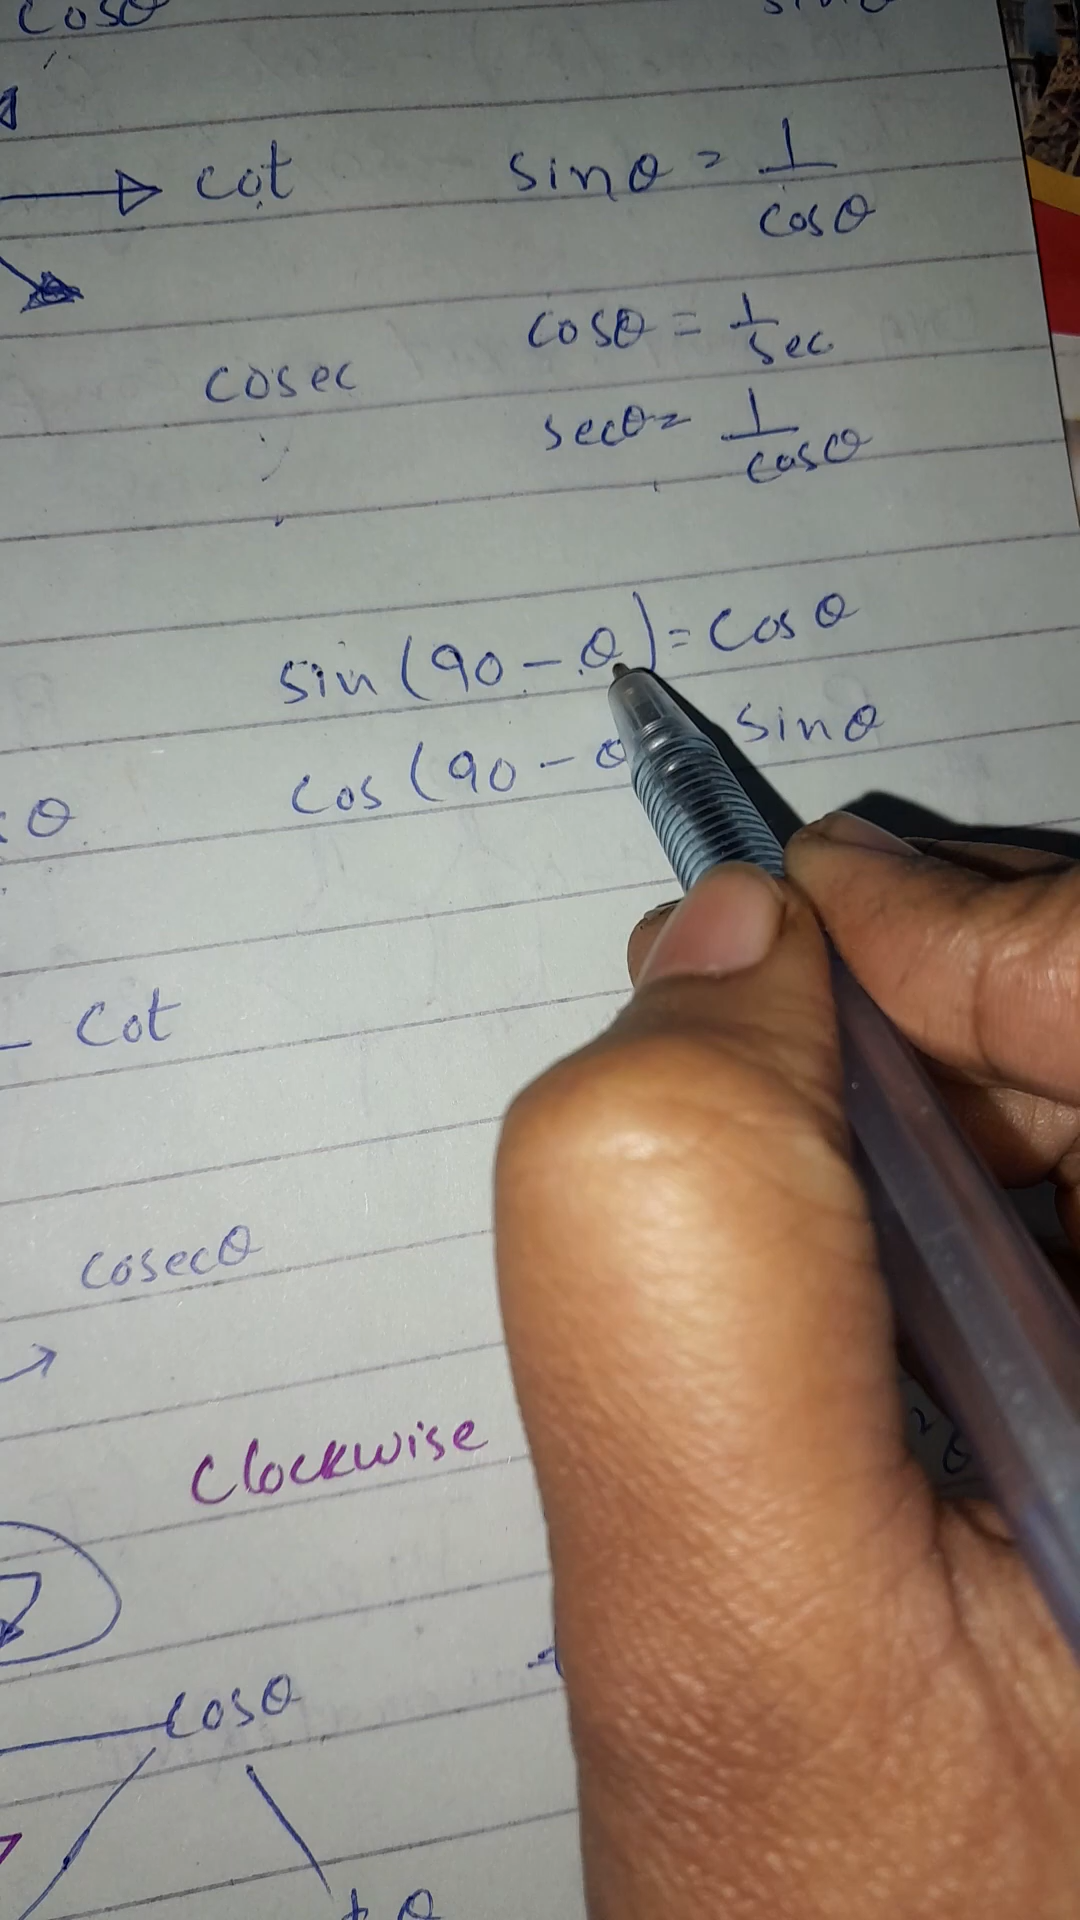 cosθ
cot sinθ = 1/cosθ
cosθ = 1/sec
cosec
secθ = 1/cosθ
sin(90-θ) = cosθ
cos(90-θ sinθ
θ
- cot
cosecθ
clockwise
cosθ
θ